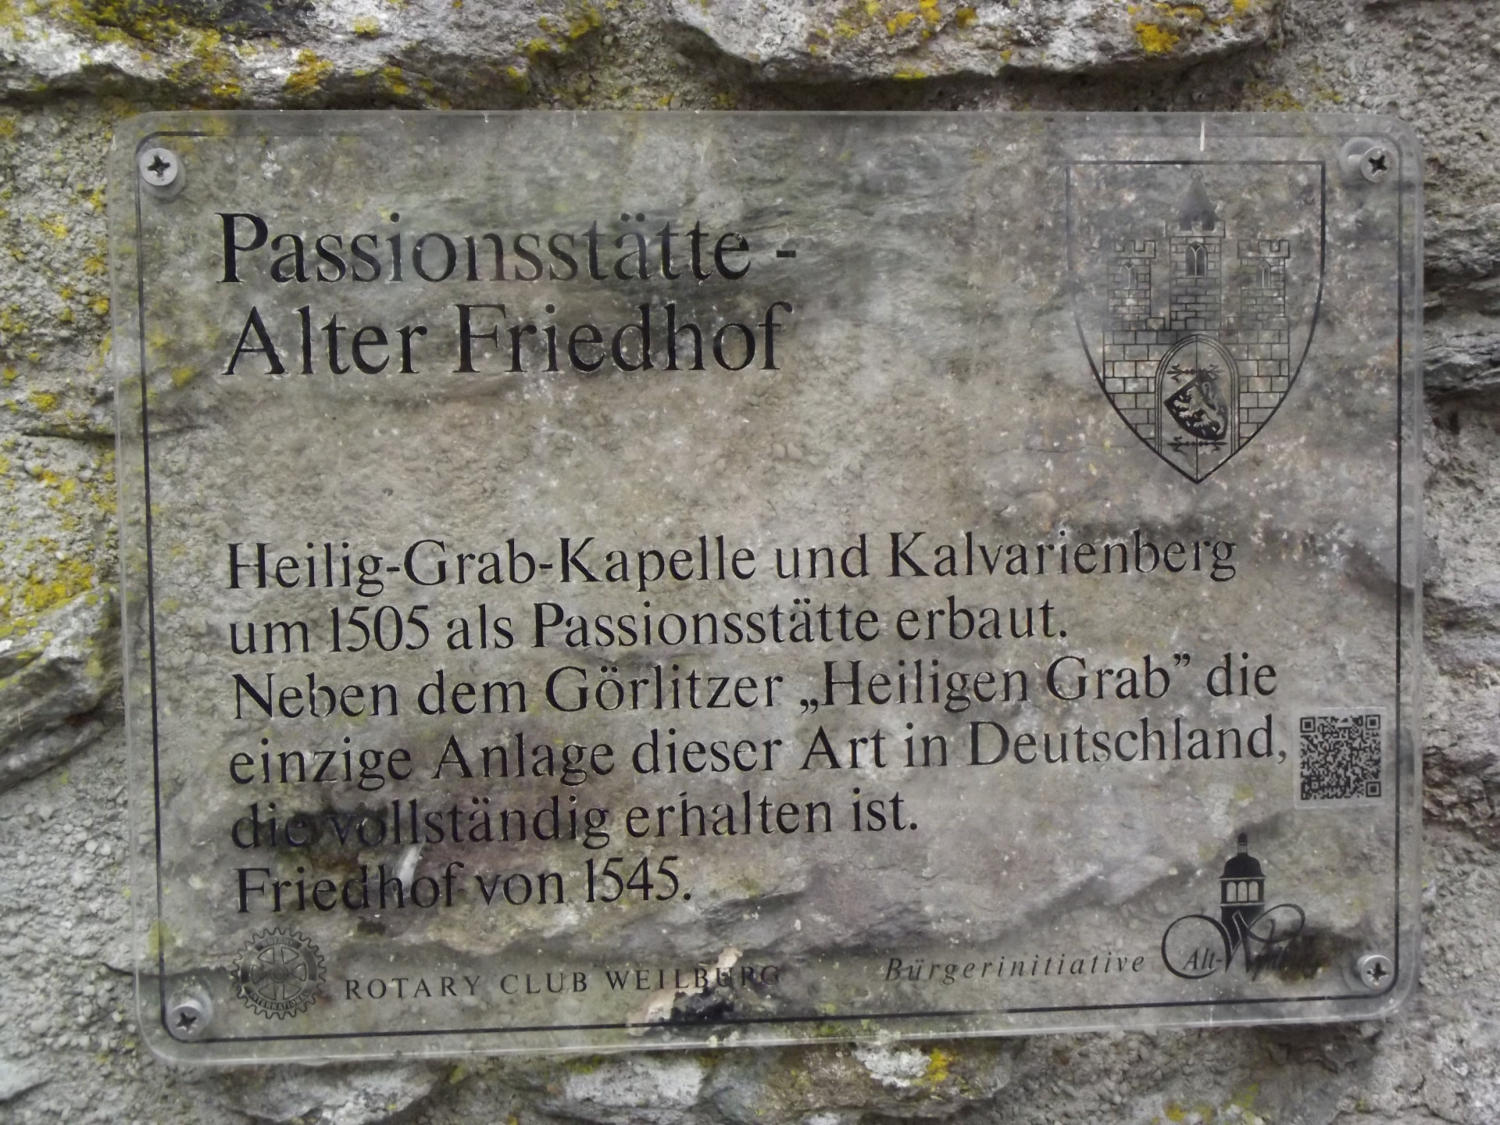 Passionsstätte -
Alter Friedhof
Heilig-Grab-Kapelle und Kalvarienberg
um 1505 als Passionsstätte erbaut.
Neben dem Görlitzer „Heiligen Grab” die
einzige Anlage dieser Art in Deutschland,
die vollständig erhalten ist.
Friedhof von 1545.
ROTARY CLUB WEILBURG
Bürgerinitiative Alt-